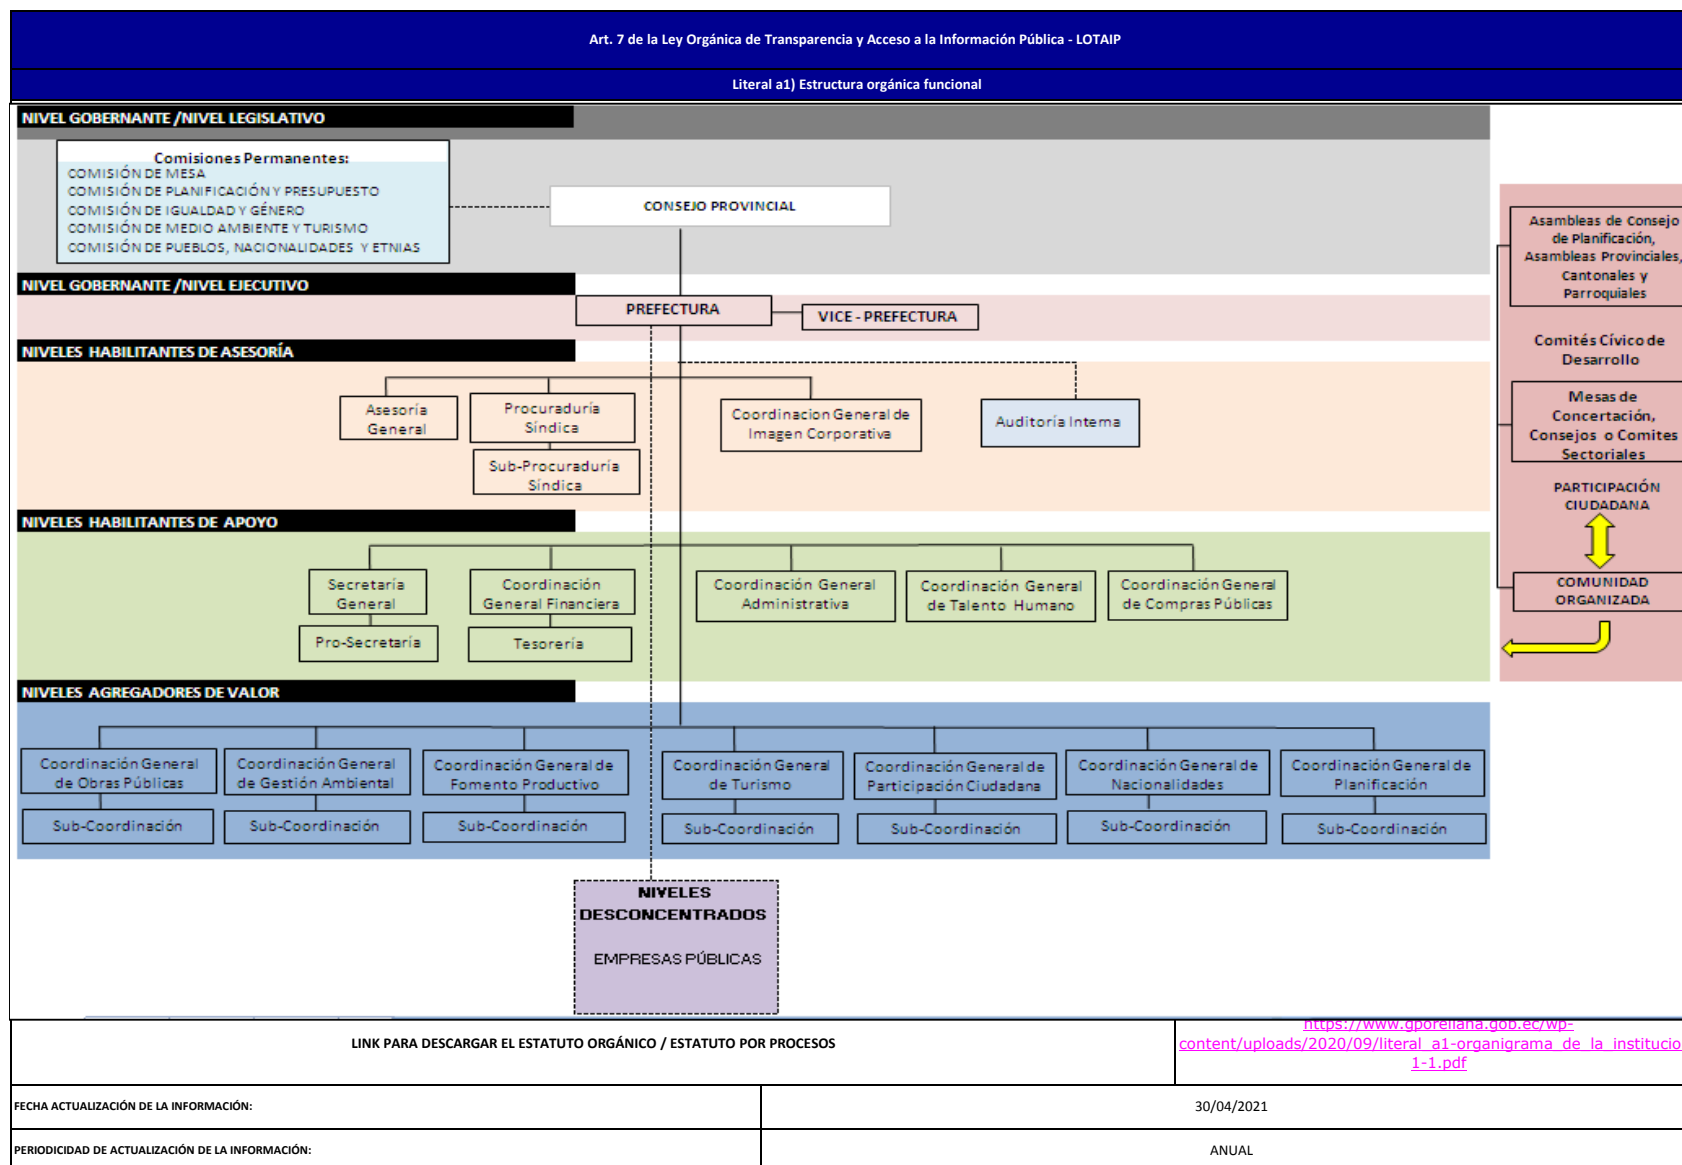 Art. 7 de la Ley Orgánica de Transparencia y Acceso a la Información Pública - LOTAIP
Literal a1) Estructura orgánica funcional
NIVEL GOBERNANTE /NIVEL LEGISLATIVO
Comisiones Permanentes:
COMISIÓN DE MESA
COMISIÓN DE PLANIFICACIÓN Y PRESUPUESTO
COMISIÓN DE IGUALDAD Y GÉNERO
COMISIÓN DE MEDIO AMBIENTE Y TURISMO
COMISIÓN DE PUEBLOS, NACIONALIDADES Y ETNIAS
CONSEJO PROVINCIAL
NIVEL GOBERNANTE /NIVEL EJECUTIVO
PREFECTURA
VICE - PREFECTURA
NIVELES HABILITANTES DE ASESORÍA
Asesoría
General
Procuraduría
Síndica
Sub-Procuraduría
Síndica
Coordinacion General de
Imagen Corporativa
Auditoría Interna
NIVELES HABILITANTES DE APOYO
Secretaría
General
Pro-Secretaría
Coordinación
General Financiera
Tesorería
Coordinación General
Administrativa
Coordinación General
de Talento Humano
Coordinación General
de Compras Públicas
NIVELES AGREGADORES DE VALOR
Coordinación General
de Obras Públicas
Sub-Coordinación
Coordinación General
de Gestión Ambiental
Sub-Coordinación
Coordinación General de
Fomento Productivo
Sub-Coordinación
Coordinación General
de Turismo
Sub-Coordinación
Coordinación General de
Participación Ciudadana
Sub-Coordinación
Coordinación General de
Nacionalidades
Sub-Coordinación
Coordinación General de
Planificación
Sub-Coordinación
NIVELES
DESCONCENTRADOS
EMPRESAS PÚBLICAS
Asambleas de Consejo
de Planificación,
Asambleas Provinciales,
Cantonales y
Parroquiales
Comités Cívico de
Desarrollo
Mesas de
Concertación,
Consejos o Comites
Sectoriales
PARTICIPACIÓN
CIUDADANA
COMUNIDAD
ORGANIZADA
LINK PARA DESCARGAR EL ESTATUTO ORGÁNICO / ESTATUTO POR PROCESOS
https://www.gporellana.gob.ec/wp-
content/uploads/2020/09/literal_a1-organigrama_de_la_institucio
1-1.pdf
FECHA ACTUALIZACIÓN DE LA INFORMACIÓN:
30/04/2021
PERIODICIDAD DE ACTUALIZACIÓN DE LA INFORMACIÓN:
ANUAL